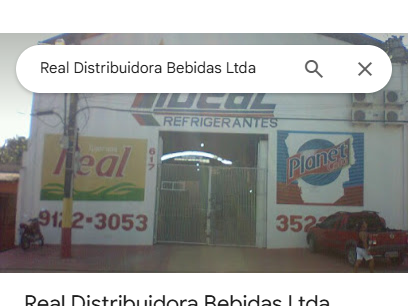 Real Distribuidora Bebidas Ltda
IDEAL
REFRIGERANTES
Real
617
Planet
9122-3053
352
Real Distribuidora Bebidas Ltda